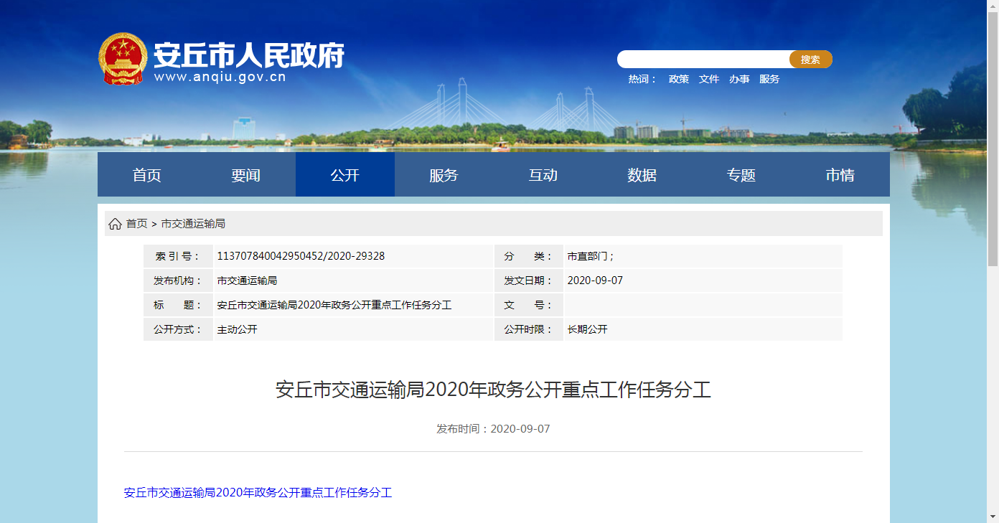 安丘市人民政府
www.anqiu.gov.cn
搜索
热词： 政策 文件 办事 服务
首页 要闻 公开 服务 互动 数据 专题 市情
首页 > 市交通运输局
索 引 号： 113707840042950452/2020-29328 分 类： 市直部门 ;
发布机构： 市交通运输局 发文日期： 2020-09-07
标 题： 安丘市交通运输局2020年政务公开重点工作任务分工 文 号：
公开方式： 主动公开 公开时限： 长期公开
安丘市交通运输局2020年政务公开重点工作任务分工
发布时间：2020-09-07
安丘市交通运输局2020年政务公开重点工作任务分工